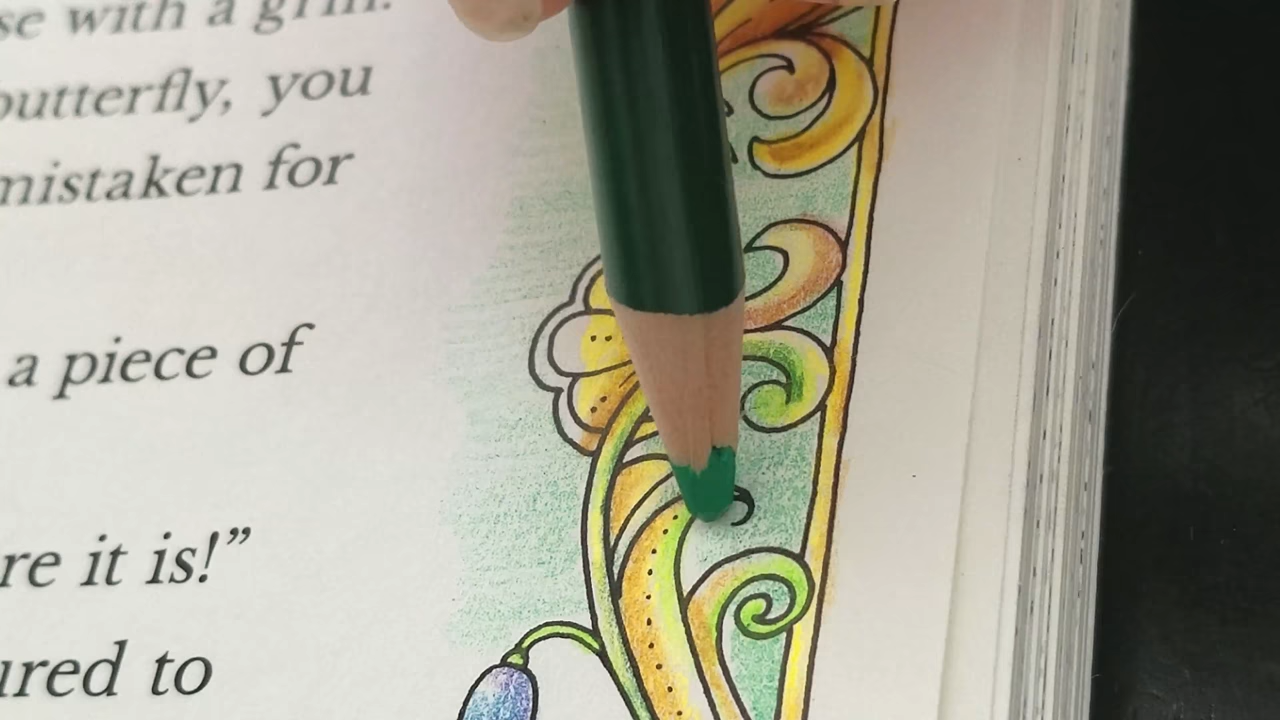 se with a grin.
butterfly, you
mistaken for
a piece of
re it is!”
ured to